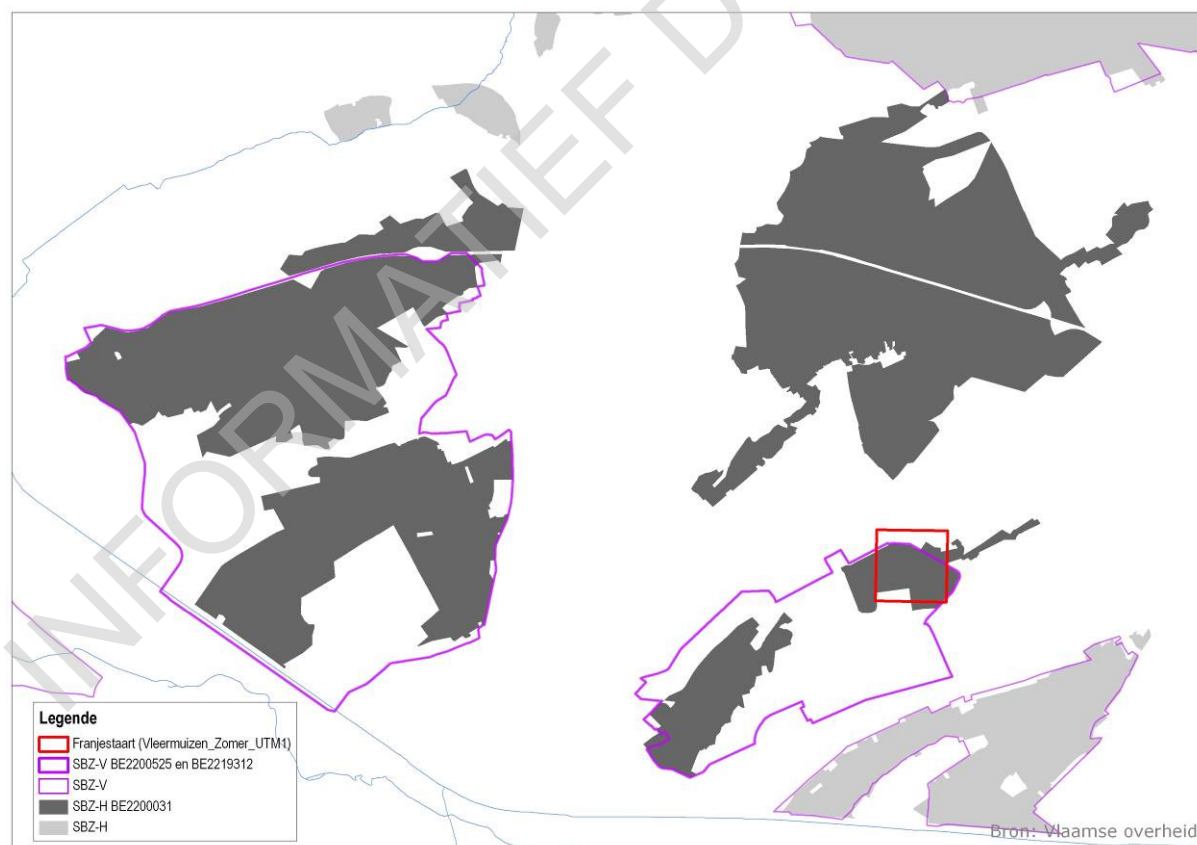 INFORMATIEF D
Legende
Franjestaart (Vleermuizen_Zomer_UTM1)
SBZ-V BE2200525 en BE2219312
SBZ-V
SBZ-H BE2200031
SBZ-H
Bron: Vlaamse overheid